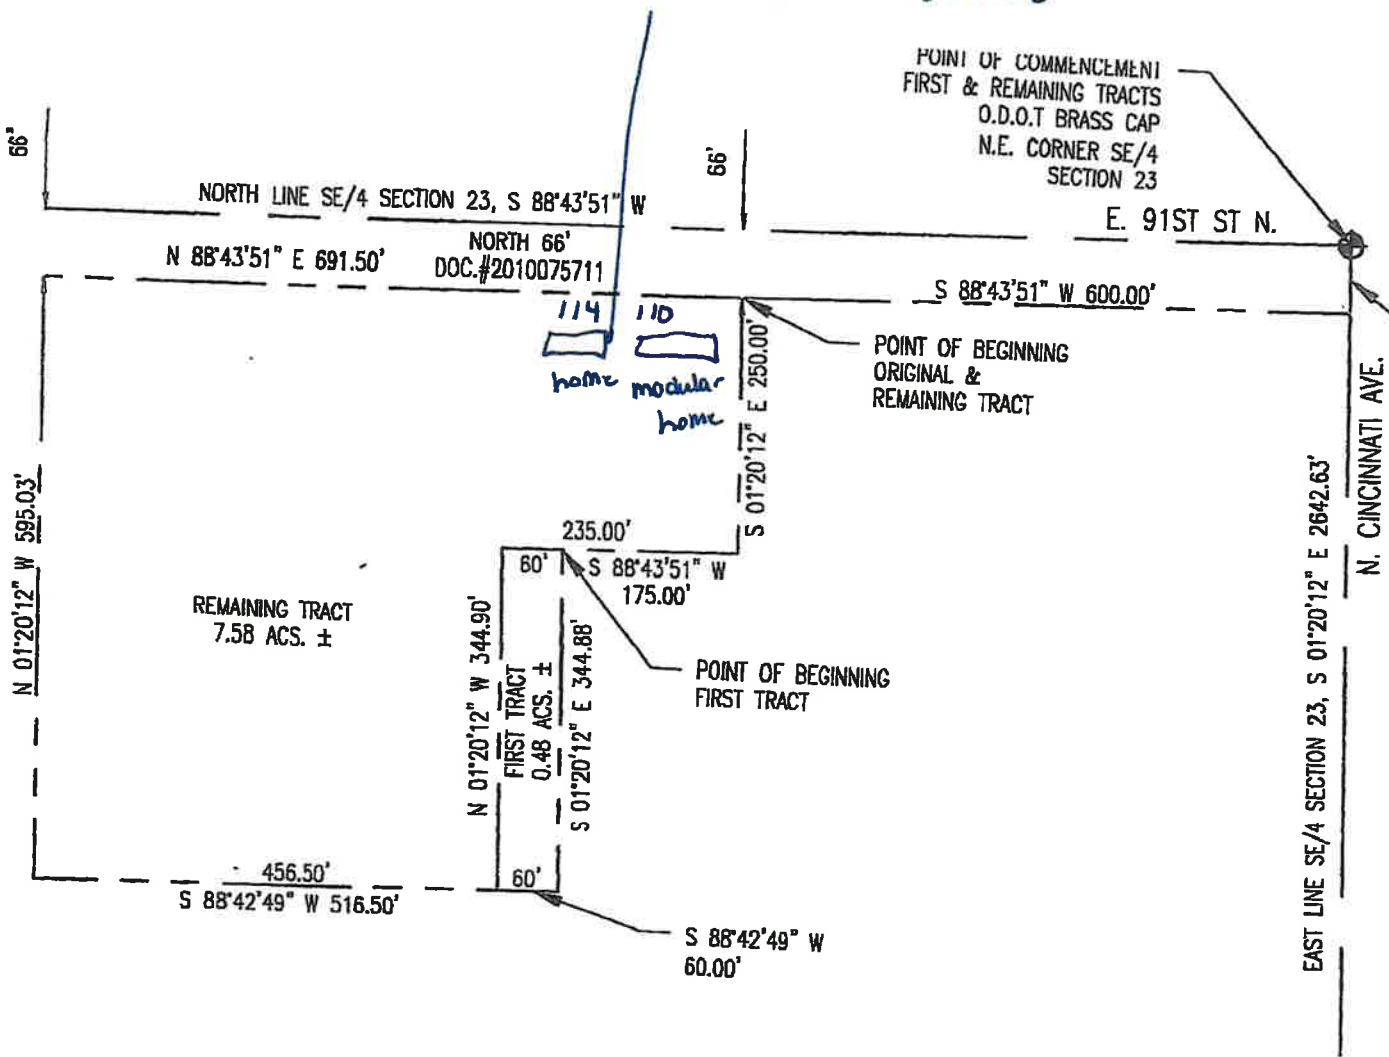 POINT OF COMMENCEMENT
FIRST & REMAINING TRACTS
O.D.O.T BRASS CAP
N.E. CORNER SE/4
SECTION 23
66'
66'
NORTH LINE SE/4 SECTION 23, S 88°43'51" W
E. 91ST ST N.
NORTH 66'
DOC.#2010075711
N 88°43'51" E 691.50'
S 88°43'51" W 600.00'
114
110
home
modular
home
S 01°20'12" E 250.00'
POINT OF BEGINNING
ORIGINAL &
REMAINING TRACT
N. CINCINNATI AVE.
EAST LINE SE/4 SECTION 23, S 01°20'12" E 2642.63'
N 01°20'12" W 595.03'
235.00'
60'
S 88°43'51" W
175.00'
REMAINING TRACT
7.58 ACS. ±
N 01°20'12" W 344.90'
FIRST TRACT
0.48 ACS. ±
S 01°20'12" E 344.88'
POINT OF BEGINNING
FIRST TRACT
456.50'
S 88°42'49" W 516.50'
60'
S 88°42'49" W
60.00'